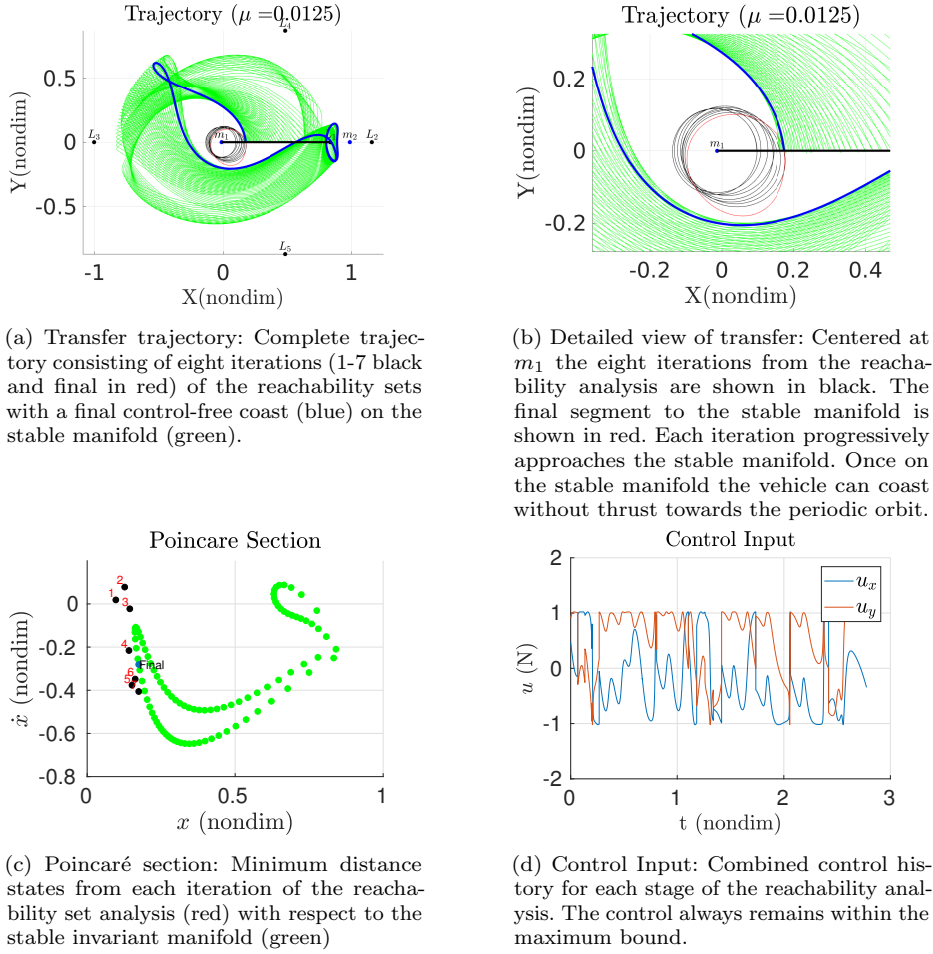 Trajectory (μ =0.0125)
L4
0.5
0
-0.5
Y(nondim)
L3
m1
m2
L2
L5
-1
0
1
X(nondim)
(a) Transfer trajectory: Complete trajec-
tory consisting of eight iterations (1-7 black
and final in red) of the reachability sets
with a final control-free coast (blue) on the
stable manifold (green).
Trajectory (μ =0.0125)
0.2
0
-0.2
Y(nondim)
m1
-0.2
0
0.2
0.4
X(nondim)
(b) Detailed view of transfer: Centered at
m1 the eight iterations from the reacha-
bility analysis are shown in black. The
final segment to the stable manifold is
shown in red. Each iteration progressively
approaches the stable manifold. Once on
the stable manifold the vehicle can coast
without thrust towards the periodic orbit.
Poincare Section
0
-0.2
-0.4
-0.6
-0.8
ẋ (nondim)
1
2
3
4
Final
6
5
0
0.5
1
x (nondim)
(c) Poincaré section: Minimum distance
states from each iteration of the reacha-
bility set analysis (red) with respect to the
stable invariant manifold (green)
Control Input
2
1
0
-1
-2
u (N)
ux
uy
0
1
2
3
t (nondim)
(d) Control Input: Combined control his-
tory for each stage of the reachability anal-
ysis. The control always remains within the
maximum bound.